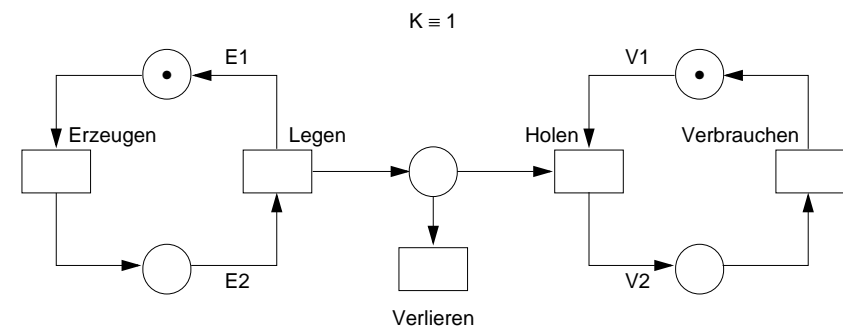 K ≡ 1
E1
V1
Erzeugen
Legen
Holen
Verbrauchen
E2
V2
Verlieren